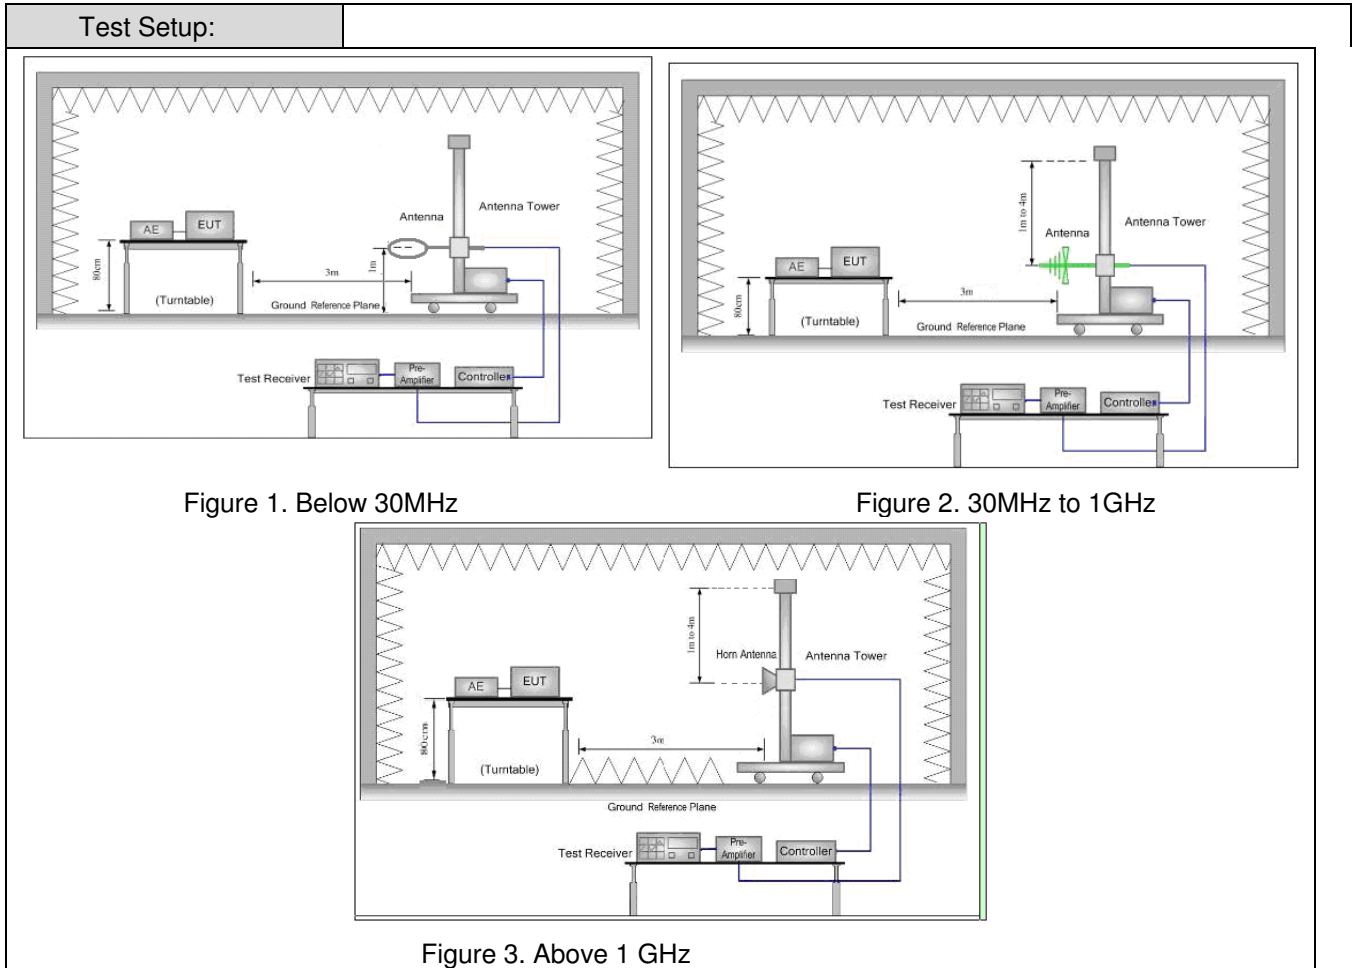 Test Setup:
Antenna
Antenna Tower
AE
EUT
80cm
3m
1m
(Turntable)
Ground Reference Plane
Test Receiver
Pre-
Amplifier
Controller
Figure 1. Below 30MHz
1m to 4m
Antenna
Antenna Tower
AE
EUT
80cm
3m
(Turntable)
Ground Reference Plane
Test Receiver
Pre-
Amplifier
Controller
Figure 2. 30MHz to 1GHz
1m to 4m
Horn Antenna
Antenna Tower
AE
EUT
80cm
3m
(Turntable)
Ground Reference Plane
Test Receiver
Pre-
Amplifier
Controller
Figure 3. Above 1 GHz